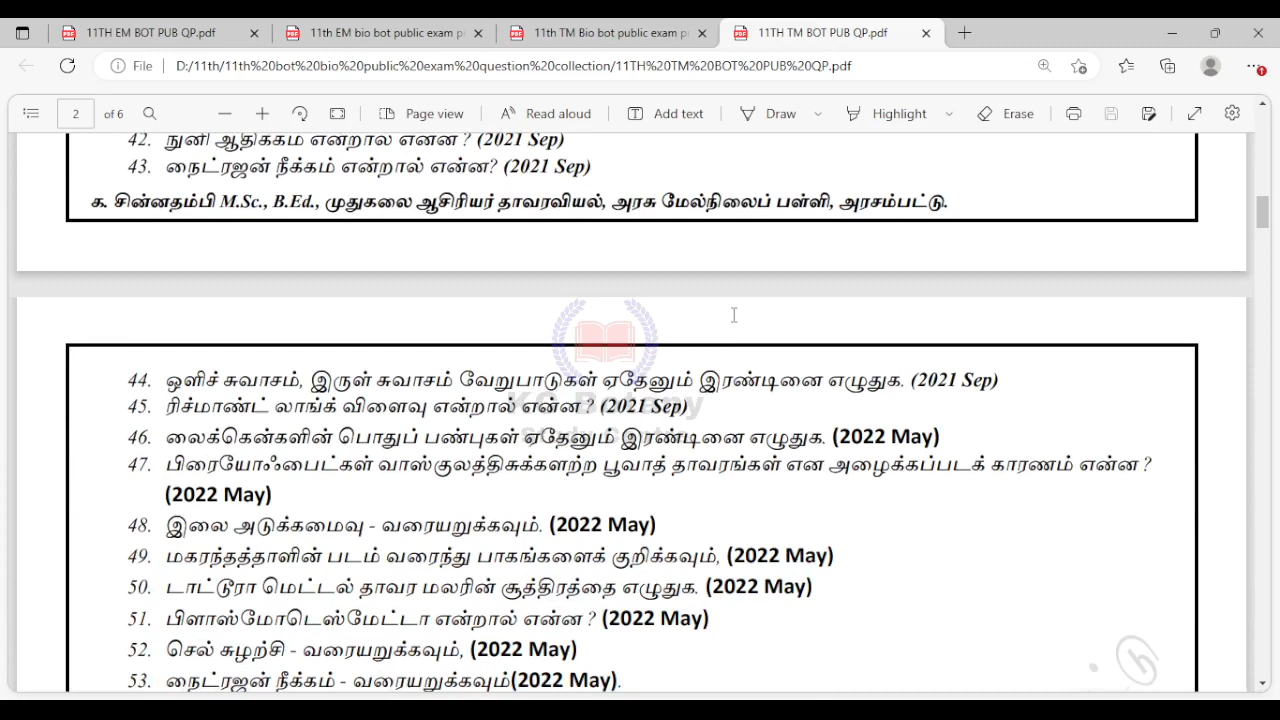 11TH EM BOT PUB QP.pdf
11th EM bio bot public exam p
11th TM Bio bot public exam p
11TH TM BOT PUB QP.pdf
File D:/11th/11th%20bot%20bio%20public%20exam%20question%20collection/11TH%20TM%20BOT%20PUB%20QP.pdf
2 of 6 Page view Read aloud Add text Draw Highlight Erase
42. நுனி ஆதிக்கம் என்றால் என்ன ? (2021 Sep)
43. நைட்ரஜன் நீக்கம் என்றால் என்ன? (2021 Sep)
க. சின்னதம்பி M.Sc., B.Ed., முதுகலை ஆசிரியர் தாவரவியல், அரசு மேல்நிலைப் பள்ளி, அரசம்பட்டு.
44. ஒளிச் சுவாசம், இருள் சுவாசம் வேறுபாடுகள் ஏதேனும் இரண்டினை எழுதுக. (2021 Sep)
45. ரிச்மாண்ட் லாங்க் விளைவு என்றால் என்ன? (2021 Sep)
KC Botany
Study Centre
46. லைக்கென்களின் பொதுப் பண்புகள் ஏதேனும் இரண்டினை எழுதுக. (2022 May)
47. பிரையோஃபைட்கள் வாஸ்குலத்திசுக்களற்ற பூவாத் தாவரங்கள் என அழைக்கப்படக் காரணம் என்ன ?
(2022 May)
48. இலை அடுக்கமைவு - வரையறுக்கவும். (2022 May)
49. மகரந்தத்தாளின் படம் வரைந்து பாகங்களைக் குறிக்கவும், (2022 May)
50. டாட்டூரா மெட்டல் தாவர மலரின் சூத்திரத்தை எழுதுக. (2022 May)
51. பிளாஸ்மோடெஸ்மேட்டா என்றால் என்ன ? (2022 May)
52. செல் சுழற்சி - வரையறுக்கவும், (2022 May)
53. நைட்ரஜன் நீக்கம் - வரையறுக்கவும்(2022 May).